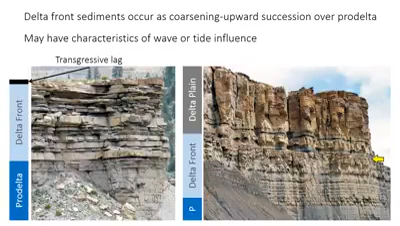 Delta front sediments occur as coarsening-upward succession over prodelta
May have characteristics of wave or tide influence
Transgressive lag
Delta Front
Prodelta
Delta Plain
Delta Front
P